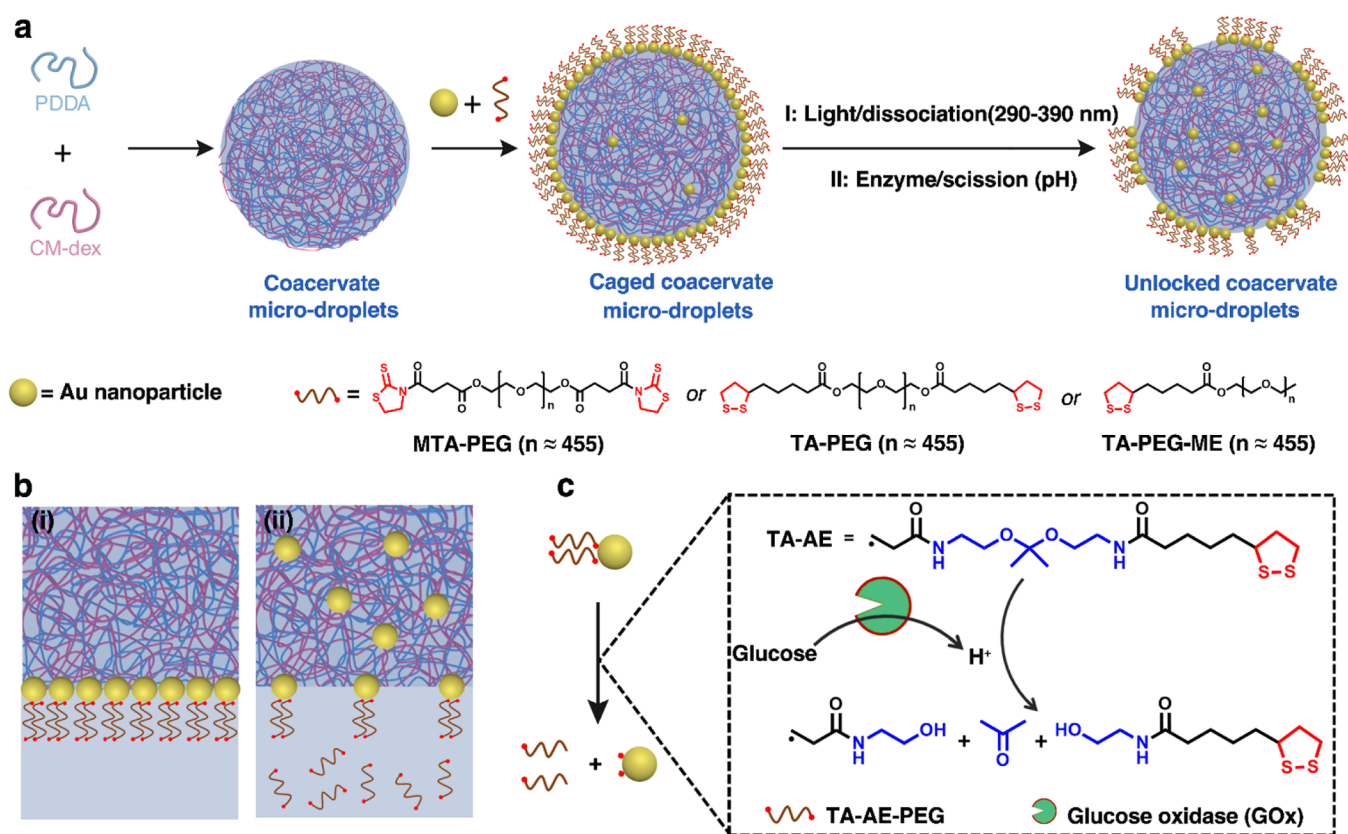 a
PDDA
+
CM-dex
+
I: Light/dissociation(290-390 nm)
II: Enzyme/scission (pH)
Coacervate
micro-droplets
Caged coacervate
micro-droplets
Unlocked coacervate
micro-droplets
= Au nanoparticle
=
S
N
S
O
O
O
O
n
O
O
O
N
S
S
or
S-S
O
O
O
n
O
O
S-S
or
S-S
O
O
O
n
MTA-PEG (n ≈ 455)
TA-PEG (n ≈ 455)
TA-PEG-ME (n ≈ 455)
b
(i)
(ii)
c
+
TA-AE =
O
N
H
O
O
H
N
O
S-S
Glucose
H+
O
N
H
OH
+
O
+
HO
N
H
O
S-S
TA-AE-PEG
Glucose oxidase (GOx)